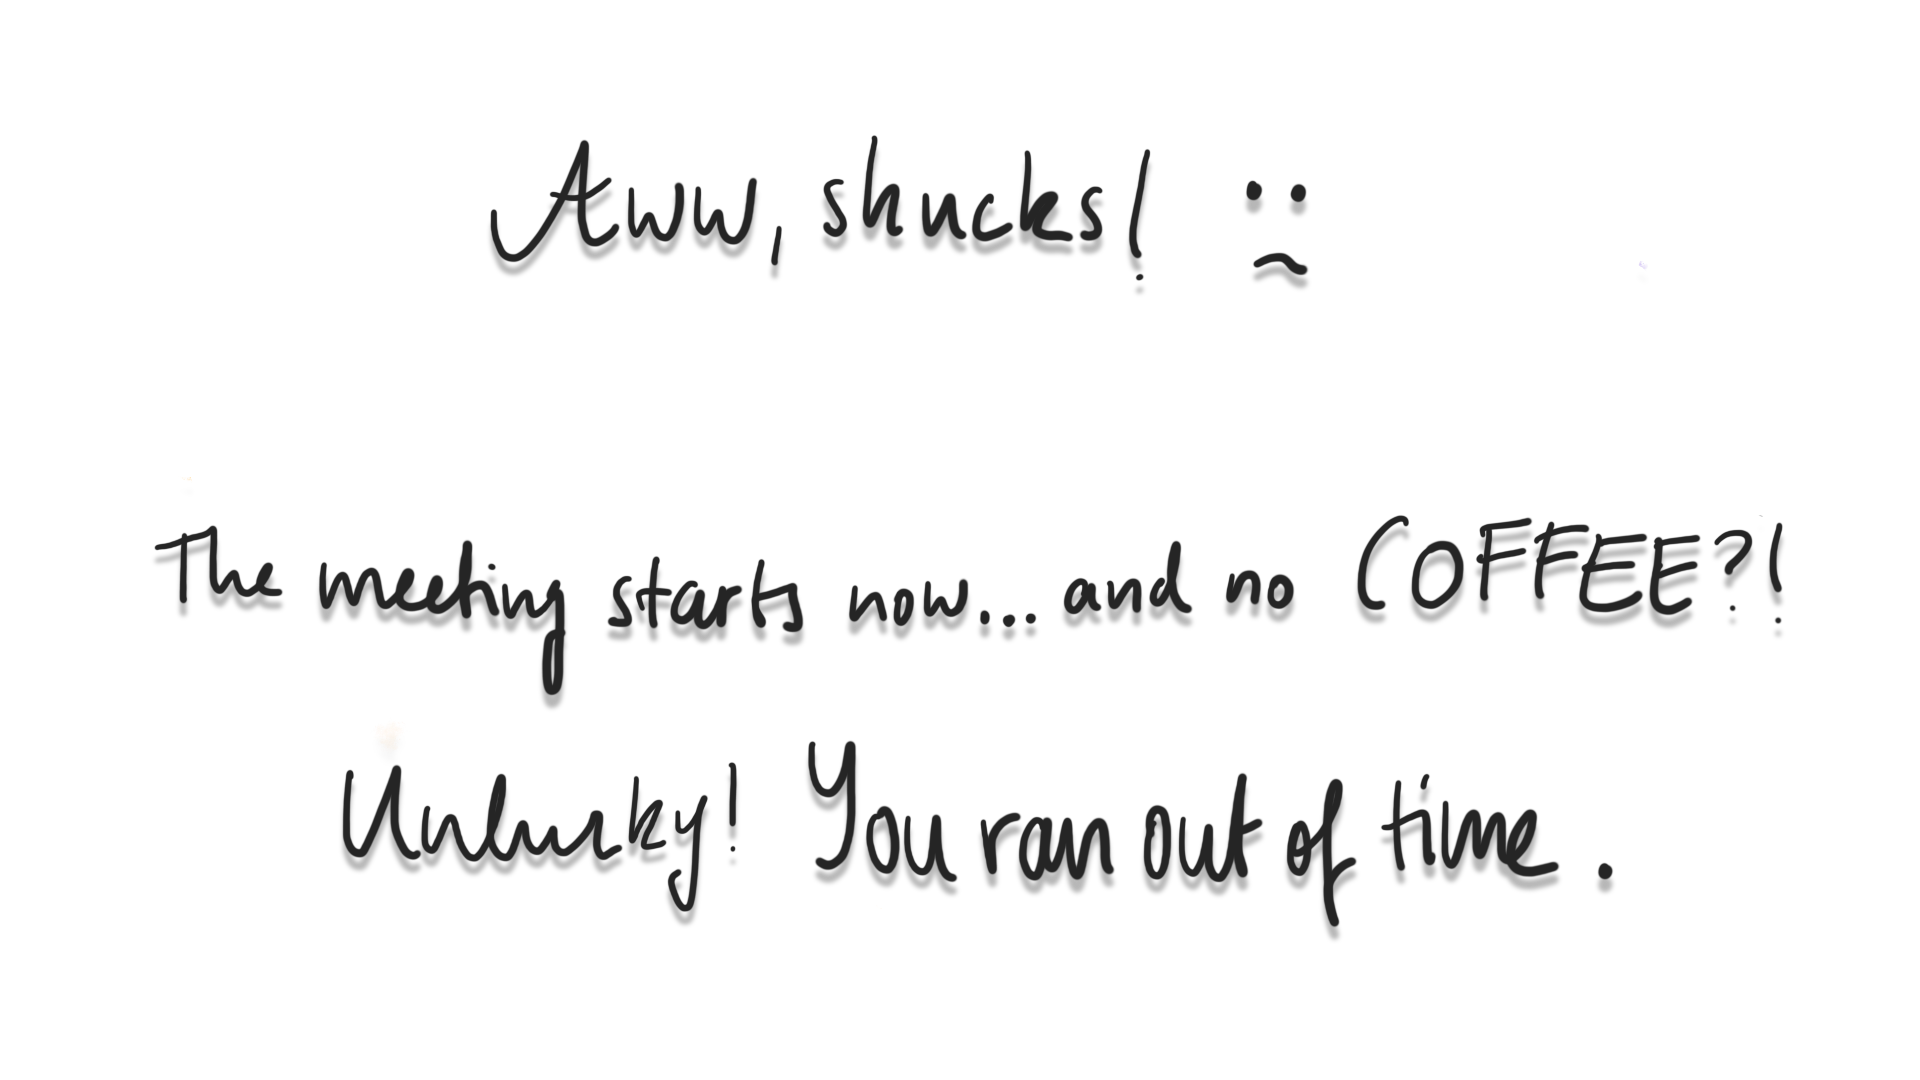 Aww, shucks! :(
The meeting starts now... and no COFFEE?!
Unlucky! You ran out of time.